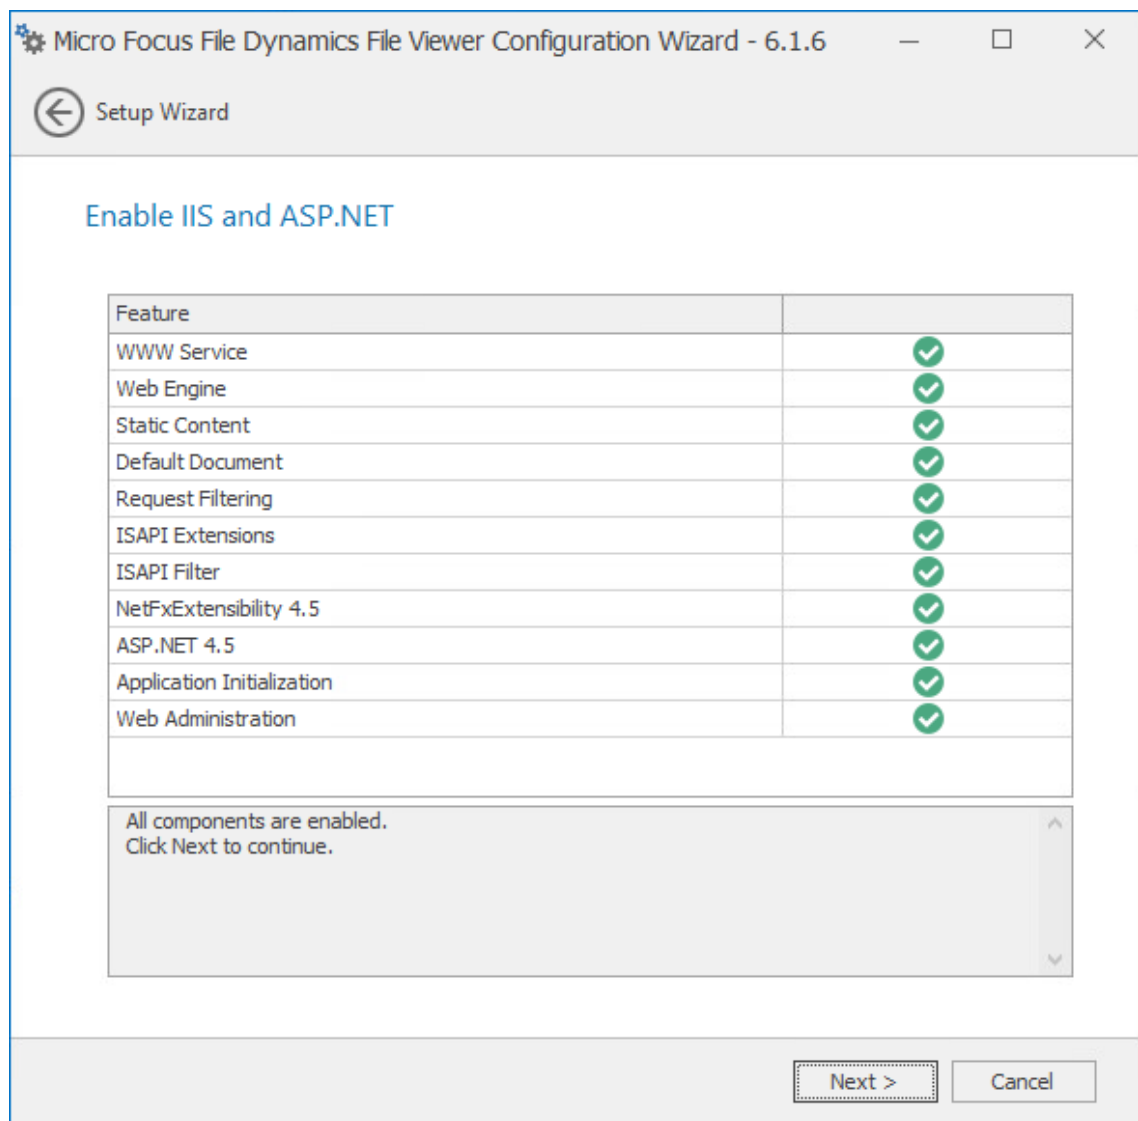 Micro Focus File Dynamics File Viewer Configuration Wizard - 6.1.6
Setup Wizard
Enable IIS and ASP.NET
Feature
WWW Service
Web Engine
Static Content
Default Document
Request Filtering
ISAPI Extensions
ISAPI Filter
NetFxExtensibility 4.5
ASP.NET 4.5
Application Initialization
Web Administration
All components are enabled.
Click Next to continue.
Next >
Cancel